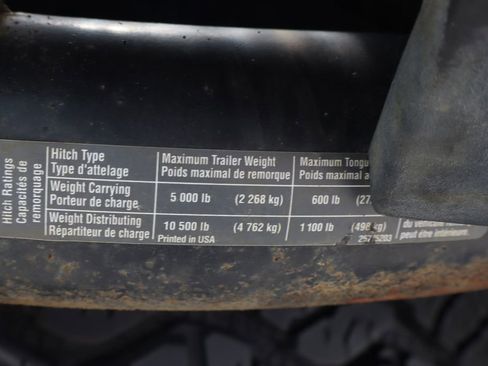 Hitch Ratings
Capacités de
remorquage
Hitch Type
Type d'attelage
Maximum Trailer Weight
Poids maximal de remorque
Maximum
Poids maximal
Weight Carrying
Porteur de charge
5 000 lb (2 268 kg)
600 lb
Weight Distributing
Répartiteur de charge
10 500 lb (4 762 kg)
Printed in USA
1 100 lb (498 kg)
du véhicule
peut être inférieure.